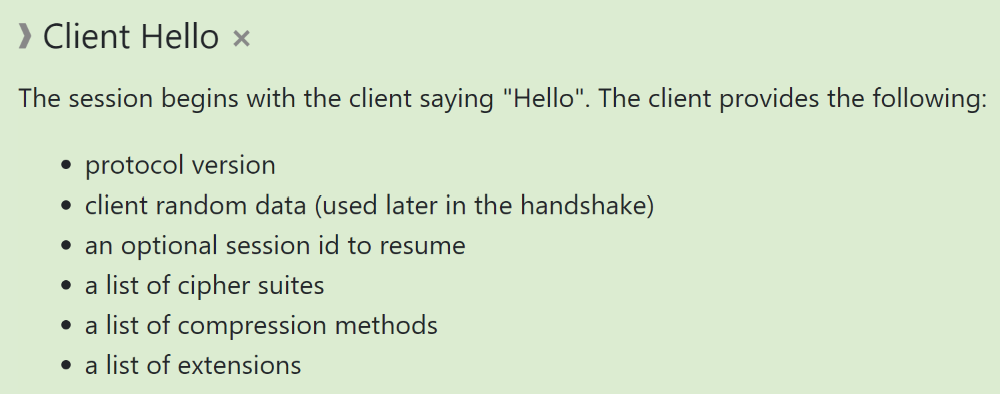 Client Hello ×
The session begins with the client saying "Hello". The client provides the following:
• protocol version
• client random data (used later in the handshake)
• an optional session id to resume
• a list of cipher suites
• a list of compression methods
• a list of extensions